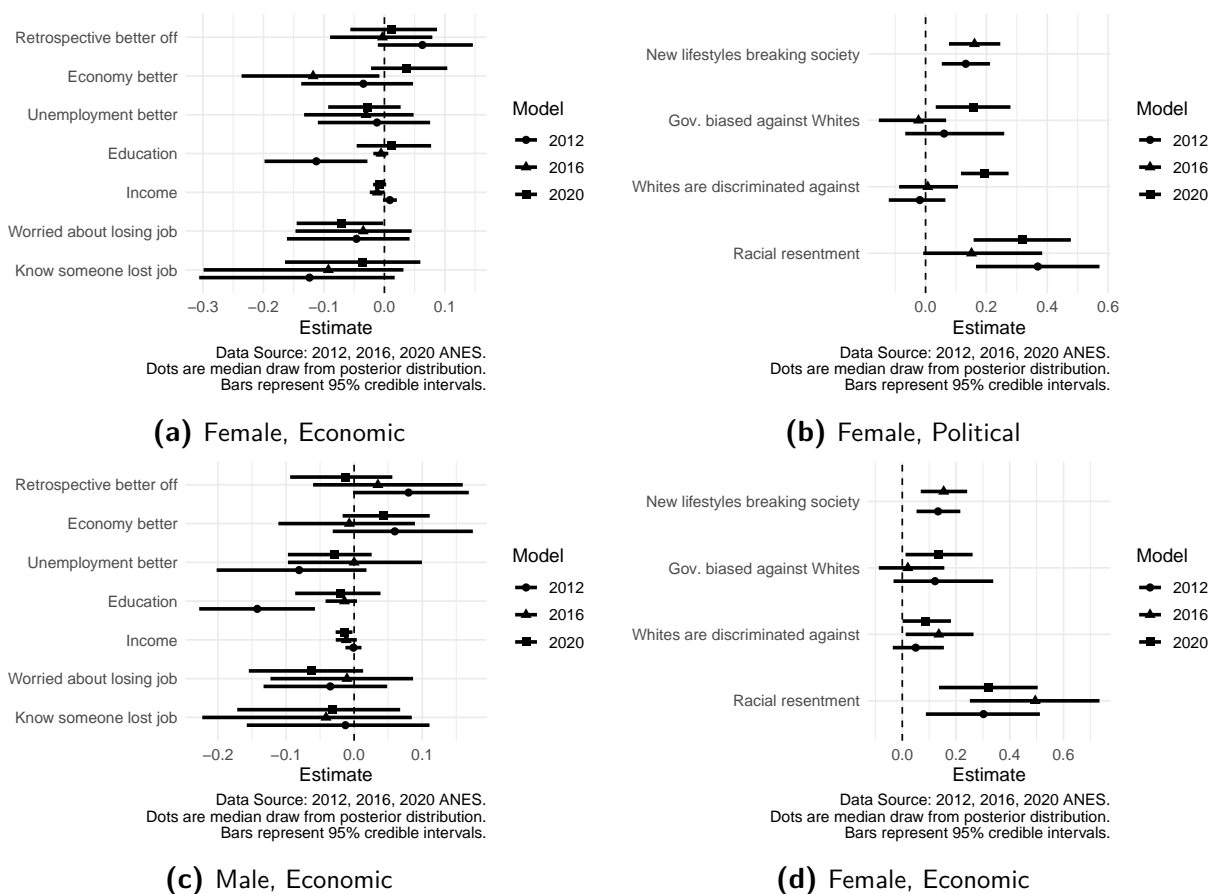 Retrospective better off
Economy better
Unemployment better
Education
Income
Worried about losing job
Know someone lost job
−0.3 −0.2 −0.1 0.0 0.1
Estimate
Model
2012
2016
2020
Data Source: 2012, 2016, 2020 ANES.
Dots are median draw from posterior distribution.
Bars represent 95% credible intervals.
(a) Female, Economic
New lifestyles breaking society
Gov. biased against Whites
Whites are discriminated against
Racial resentment
0.0 0.2 0.4 0.6
Estimate
Model
2012
2016
2020
Data Source: 2012, 2016, 2020 ANES.
Dots are median draw from posterior distribution.
Bars represent 95% credible intervals.
(b) Female, Political
Retrospective better off
Economy better
Unemployment better
Education
Income
Worried about losing job
Know someone lost job
−0.2 −0.1 0.0 0.1
Estimate
Model
2012
2016
2020
Data Source: 2012, 2016, 2020 ANES.
Dots are median draw from posterior distribution.
Bars represent 95% credible intervals.
(c) Male, Economic
New lifestyles breaking society
Gov. biased against Whites
Whites are discriminated against
Racial resentment
0.0 0.2 0.4 0.6
Estimate
Model
2012
2016
2020
Data Source: 2012, 2016, 2020 ANES.
Dots are median draw from posterior distribution.
Bars represent 95% credible intervals.
(d) Female, Economic